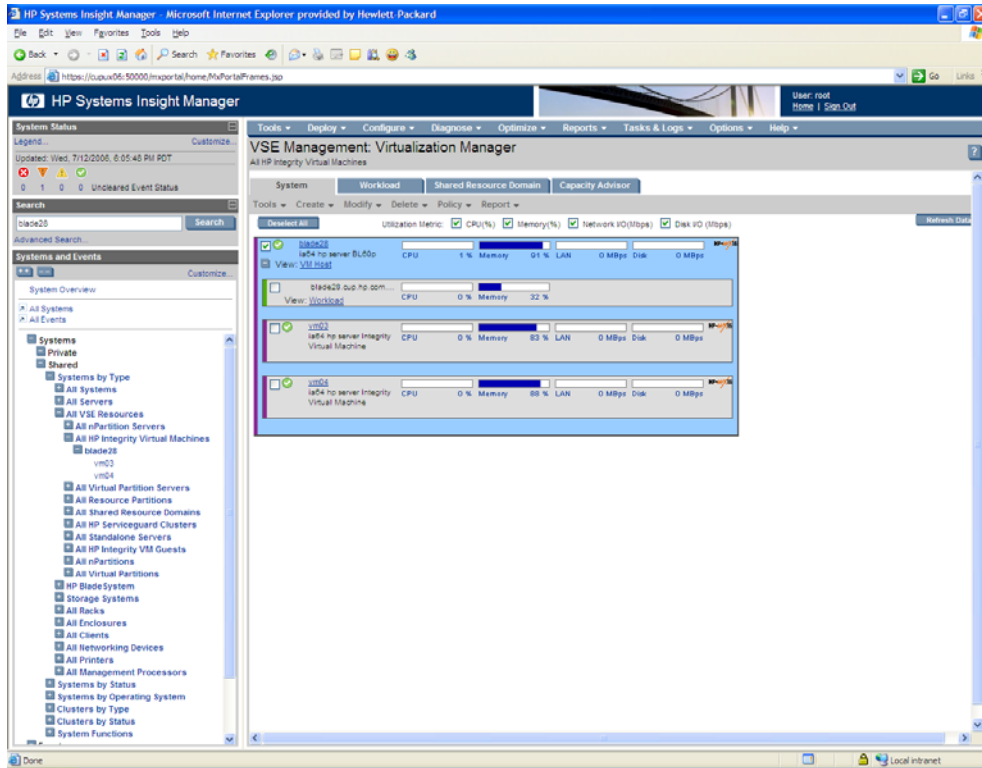 HP Systems Insight Manager - Microsoft Internet Explorer provided by Hewlett-Packard
File Edit View Favorites Tools Help
Back Search Favorites
Address https://cupux06:50000/mxportal/home/MxPortalFrames.jsp Go Links
HP Systems Insight Manager
User: root
Home | Sign Out
System Status
Legend... Customize...
Updated: Wed, 7/12/2006, 6:05:46 PM PDT
0 1 0 0 Uncleared Event Status
Search
blade28 Search
Advanced Search...
Systems and Events
Customize...
System Overview
All Systems
All Events
Systems
Private
Shared
Systems by Type
All Systems
All Servers
All VSE Resources
All nPartition Servers
All HP Integrity Virtual Machines
blade28
vm03
vm04
All Virtual Partition Servers
All Resource Partitions
All Shared Resource Domains
All HP Serviceguard Clusters
All Standalone Servers
All HP Integrity VM Guests
All nPartitions
All Virtual Partitions
HP BladeSystem
Storage Systems
All Racks
All Enclosures
All Clients
All Networking Devices
All Printers
All Management Processors
Systems by Status
Systems by Operating System
Clusters by Type
Clusters by Status
System Functions
Tools Deploy Configure Diagnose Optimize Reports Tasks & Logs Options Help
VSE Management: Virtualization Manager
All HP Integrity Virtual Machines
?
System Workload Shared Resource Domain Capacity Advisor
Tools Create Modify Delete Policy Report
Deselect All Utilization Metric: CPU(%) Memory(%) Network I/O(Mbps) Disk I/O (Mbps) Refresh Data
blade28
ia64 hp server BL60p CPU 1 % Memory 91 % LAN 0 MBps Disk 0 MBps
View: VM Host
blade28.cup.hp.com...
View: Workload CPU 0 % Memory 32 %
vm03
ia64 hp server Integrity Virtual Machine CPU 0 % Memory 83 % LAN 0 MBps Disk 0 MBps
vm04
ia64 hp server Integrity Virtual Machine CPU 0 % Memory 88 % LAN 0 MBps Disk 0 MBps
Done Local intranet